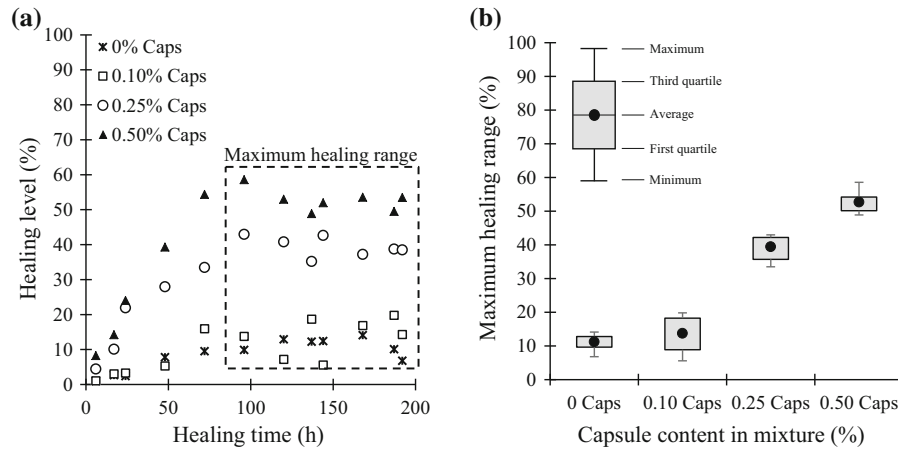 (a)
Healing level (%)
100
90
80
70
60
50
40
30
20
10
0
0% Caps
0.10% Caps
0.25% Caps
0.50% Caps
Maximum healing range
0 50 100 150 200
Healing time (h)
(b)
Maximum healing range (%)
100
90
80
70
60
50
40
30
20
10
0
Maximum
Third quartile
Average
First quartile
Minimum
0 Caps 0.10 Caps 0.25 Caps 0.50 Caps
Capsule content in mixture (%)